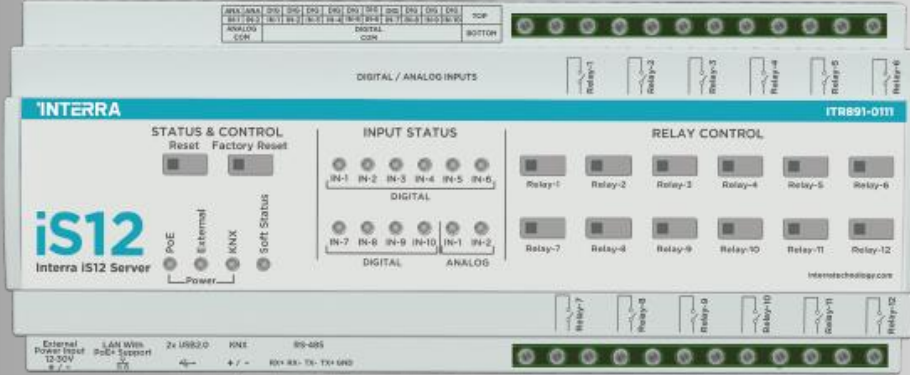 ANA ANA DIG DIG DIG DIG DIG DIG DIG DIG DIG DIG TOP
IN-1 IN-2 IN-1 IN-2 IN-3 IN-4 IN-5 IN-6 IN-7 IN-8 IN-9 IN-10
ANALOG COM DIGITAL COM BOTTOM
DIGITAL / ANALOG INPUTS
Relay-1 Relay-2 Relay-3 Relay-4 Relay-5 Relay-6
INTERRA ITR891-0111
STATUS & CONTROL INPUT STATUS RELAY CONTROL
Reset Factory Reset
IN-1 IN-2 IN-3 IN-4 IN-5 IN-6
DIGITAL
Relay-1 Relay-2 Relay-3 Relay-4 Relay-5 Relay-6
iS12
Interra iS12 Server
PoE External KNX Soft Status
Power
IN-7 IN-8 IN-9 IN-10 IN-1 IN-2
DIGITAL ANALOG
Relay-7 Relay-8 Relay-9 Relay-10 Relay-11 Relay-12
interratechnology.com
Relay-7 Relay-8 Relay-9 Relay-10 Relay-11 Relay-12
External LAN With 2x USB2.0 KNX RS-485
Power Input PoE+ Support
12-30V
+ / - + / - RX+ RX- TX- TX+ GND